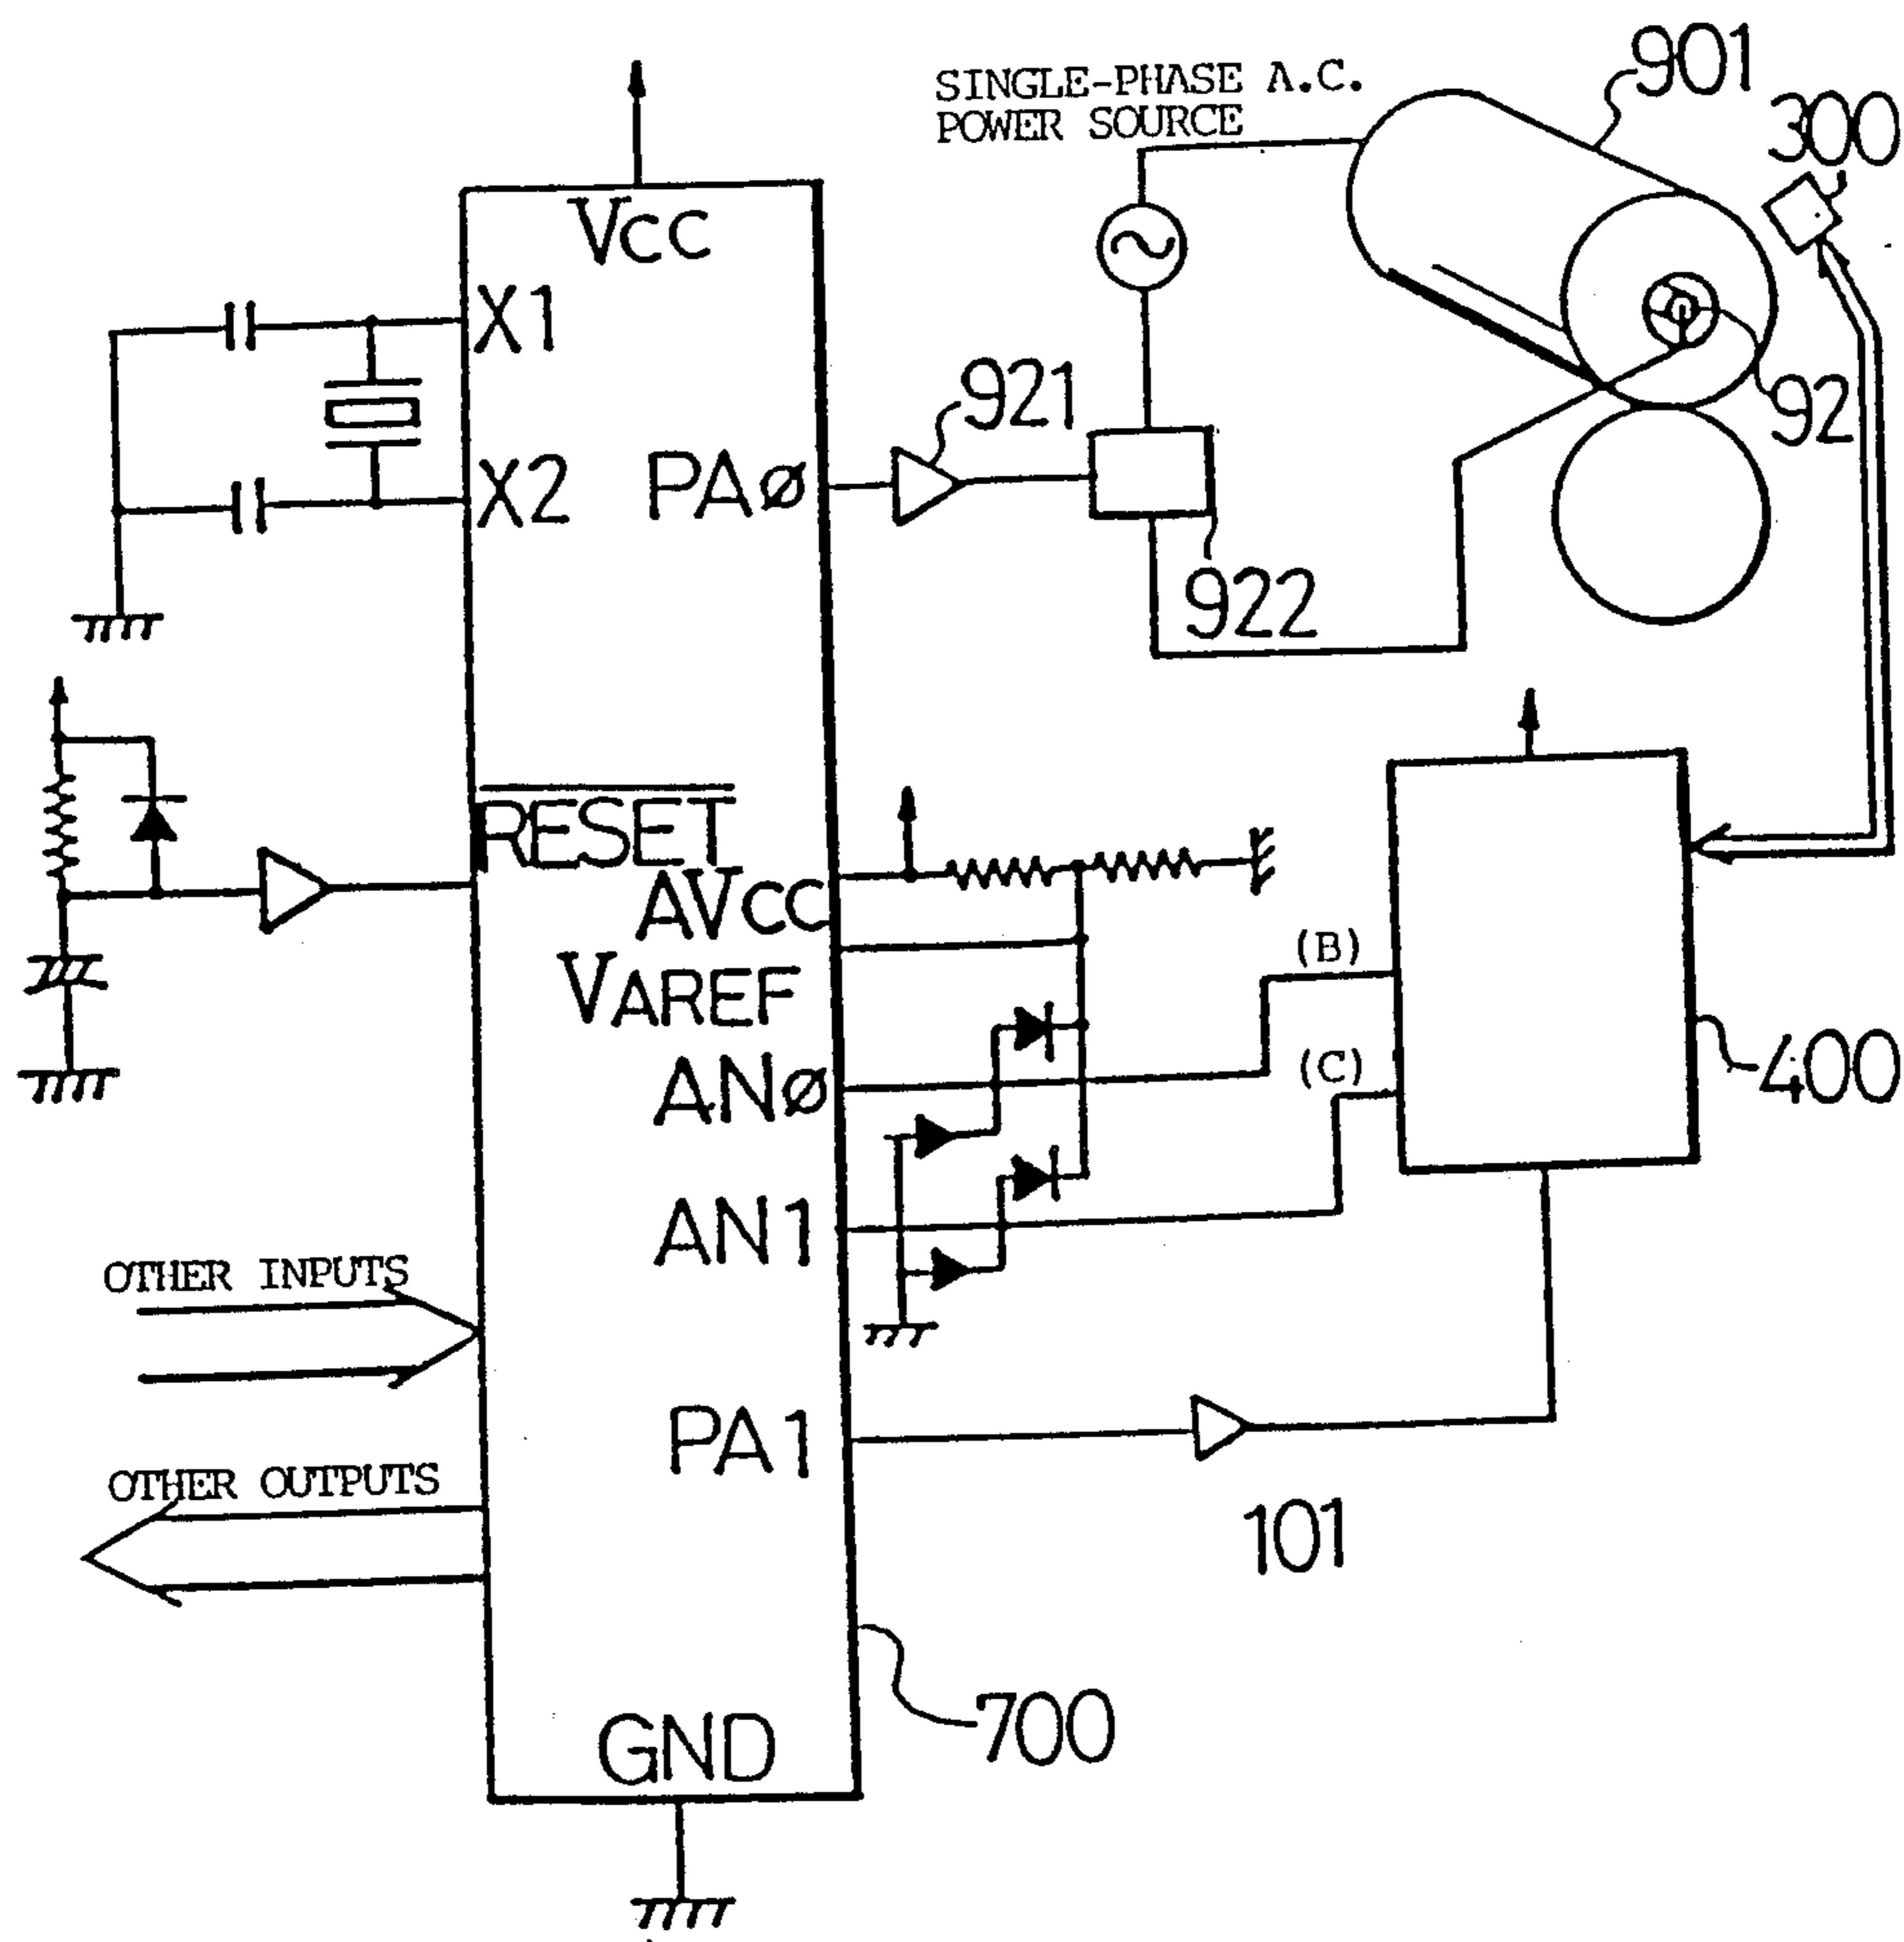 SINGLE-PHASE A.C.
POWER SOURCE
901
300
VCC
X1
921
92
X2
PAØ
922
RESET
AVCC
(B)
VAREF
(C)
400
ANØ
AN1
OTHER INPUTS
PA1
OTHER OUTPUTS
101
700
GND